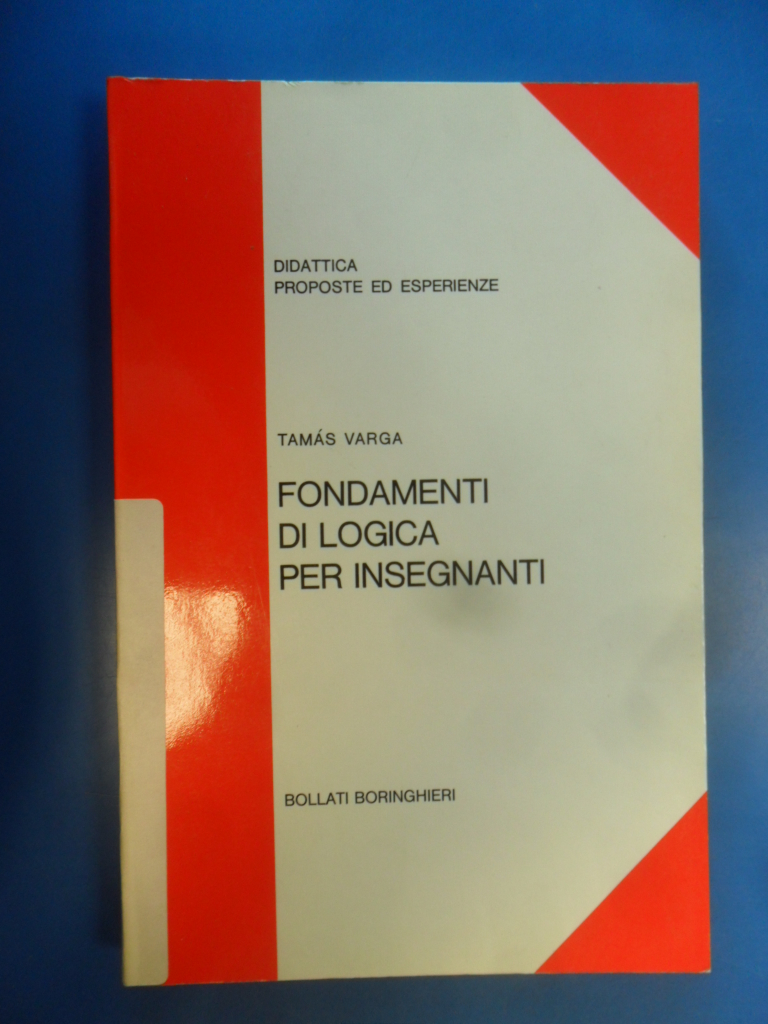 DIDATTICA
PROPOSTE ED ESPERIENZE
TAMÁS VARGA
FONDAMENTI
DI LOGICA
PER INSEGNANTI
BOLLATI BORINGHIERI